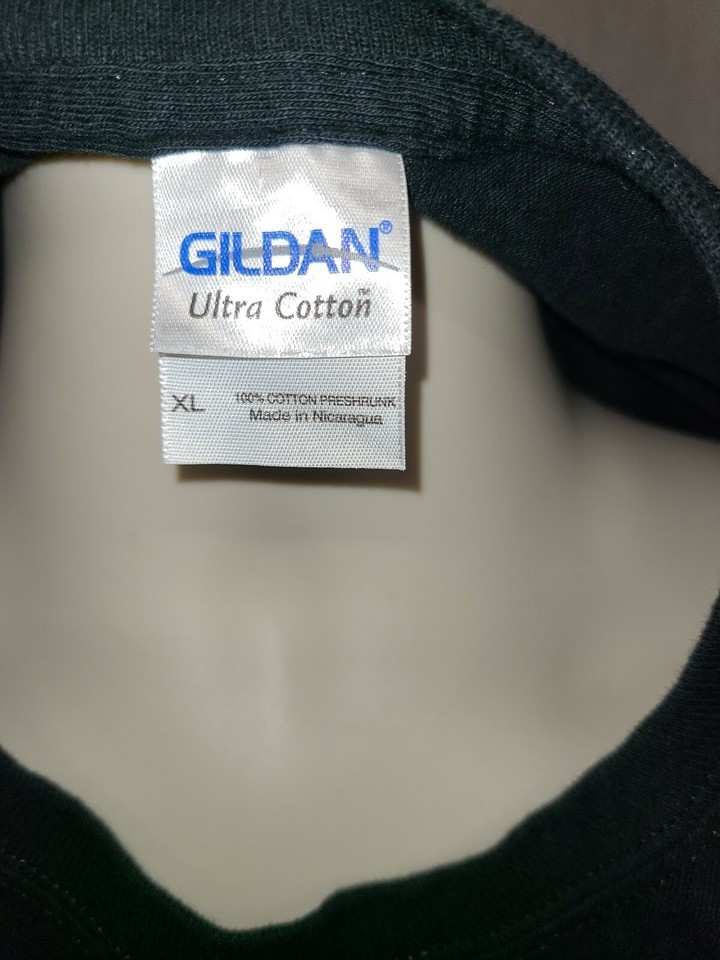 GILDAN®
Ultra Cotton™
XL
100% COTTON PRESHRUNK
Made in Nicaragua